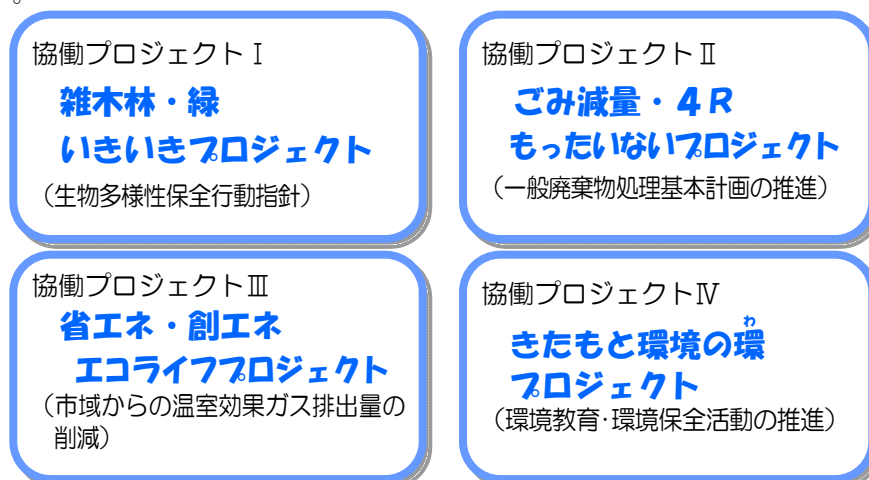 。
協働プロジェクトⅠ
雑木林・緑
いきいきプロジェクト
（生物多様性保全行動指針）
協働プロジェクトⅡ
ごみ減量・４Ｒ
もったいないプロジェクト
（一般廃棄物処理基本計画の推進）
協働プロジェクトⅢ
省エネ・創エネ
エコライフプロジェクト
（市域からの温室効果ガス排出量の
削減）
協働プロジェクトⅣ
わ
きたもと環境の環
プロジェクト
（環境教育･環境保全活動の推進）